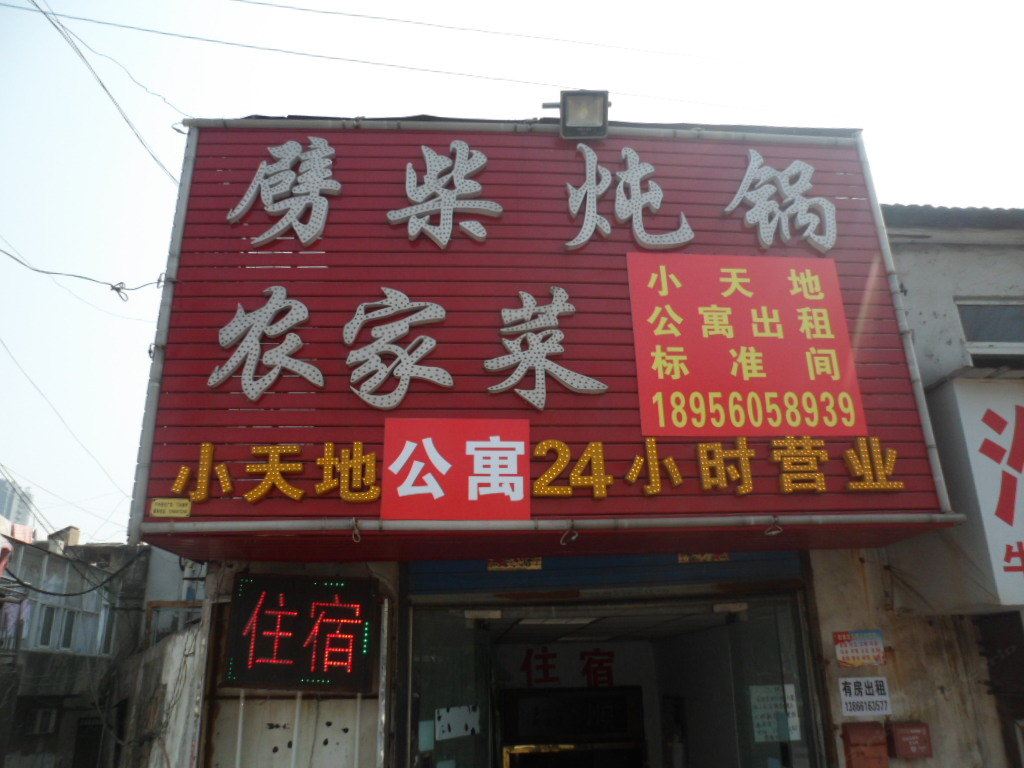 劈柴炖锅
农家菜
小天地
公寓出租
标准间
18956058939
小天地公寓24小时营业
住宿
住宿
有房出租